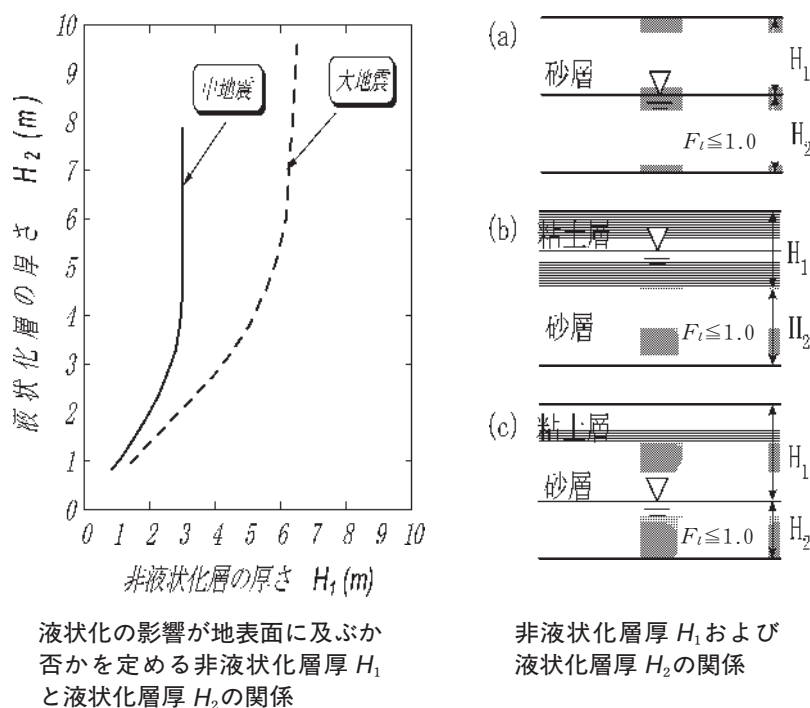 液状化層の厚さ H₂(m)
10
9
8
7
6
5
4
3
2
1
0
中地震
大地震
0 1 2 3 4 5 6 7 8 9 10
非液状化層の厚さ H₁(m)
液状化の影響が地表面に及ぶか
否かを定める非液状化層厚 H₁
と液状化層厚 H₂の関係
(a)
砂層
H₁
Fₗ≦1.0
H₂
(b)
粘土層
H₁
砂層
Fₗ≦1.0
H₂
(c)
粘土層
H₁
砂層
Fₗ≦1.0
H₂
非液状化層厚 H₁および
液状化層厚 H₂の関係